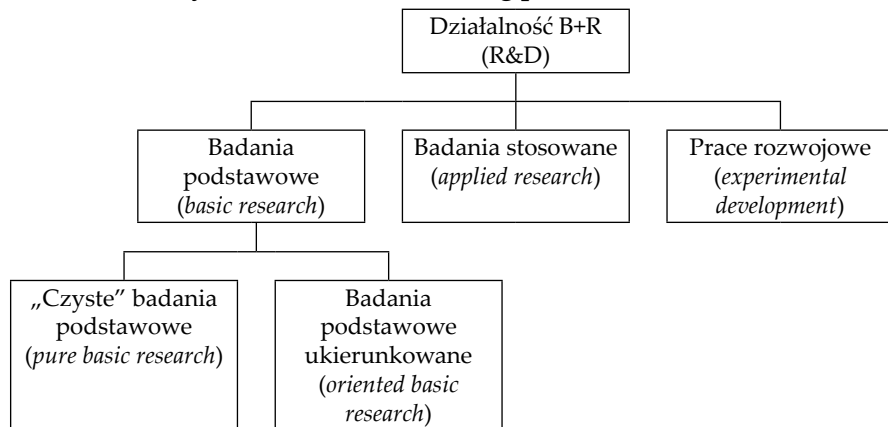 Działalność B+R
(R&D)
Badania
podstawowe
(basic research)
Badania stosowane
(applied research)
Prace rozwojowe
(experimental
development)
„Czyste” badania
podstawowe
(pure basic research)
Badania
podstawowe
ukierunkowane
(oriented basic
research)